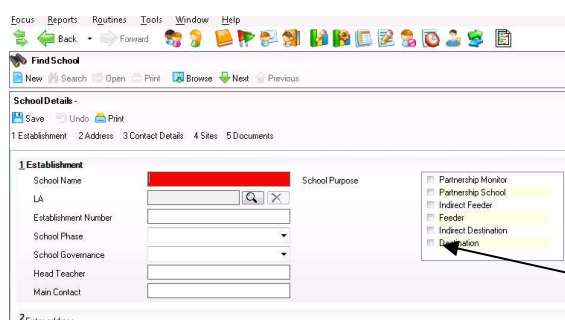 Focus Reports Routines Tools Window Help
Back Forward
Find School
New Search Open Print Browse Next Previous
School Details -
Save Undo Print
1 Establishment 2 Address 3 Contact Details 4 Sites 5 Documents
1 Establishment
School Name School Purpose Partnership Monitor
Partnership School
LA Indirect Feeder
Establishment Number Feeder
School Phase Indirect Destination
Destination
School Governance
Head Teacher
Main Contact
2 Enter address